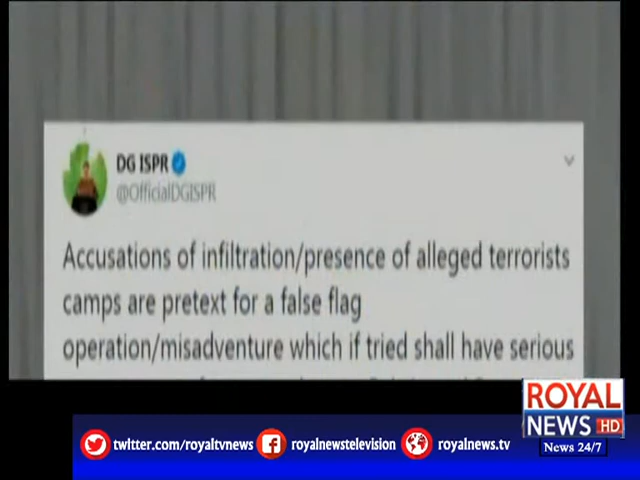 DG ISPR
@OfficialDGISPR
Accusations of infiltration/presence of alleged terrorists
camps are pretext for a false flag
operation/misadventure which if tried shall have serious
ROYAL
NEWS HD
News 24/7
twitter.com/royaltvnews
royalnewstelevision
royalnews.tv